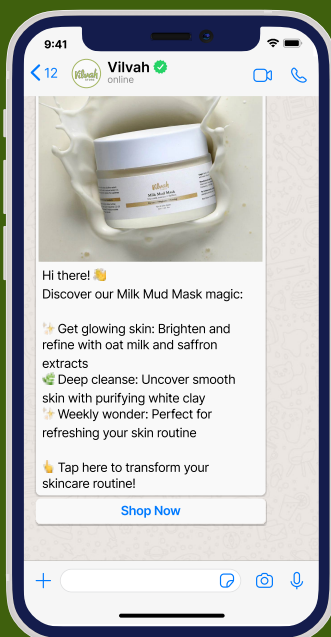 9:41
12
Vilvah
Vilvah
online
Vilvah
Milk Mud Mask
Hi there! 👋
Discover our Milk Mud Mask magic:
✨ Get glowing skin: Brighten and
refine with oat milk and saffron
extracts
🌿 Deep cleanse: Uncover smooth
skin with purifying white clay
✨ Weekly wonder: Perfect for
refreshing your skin routine
👆 Tap here to transform your
skincare routine!
Shop Now